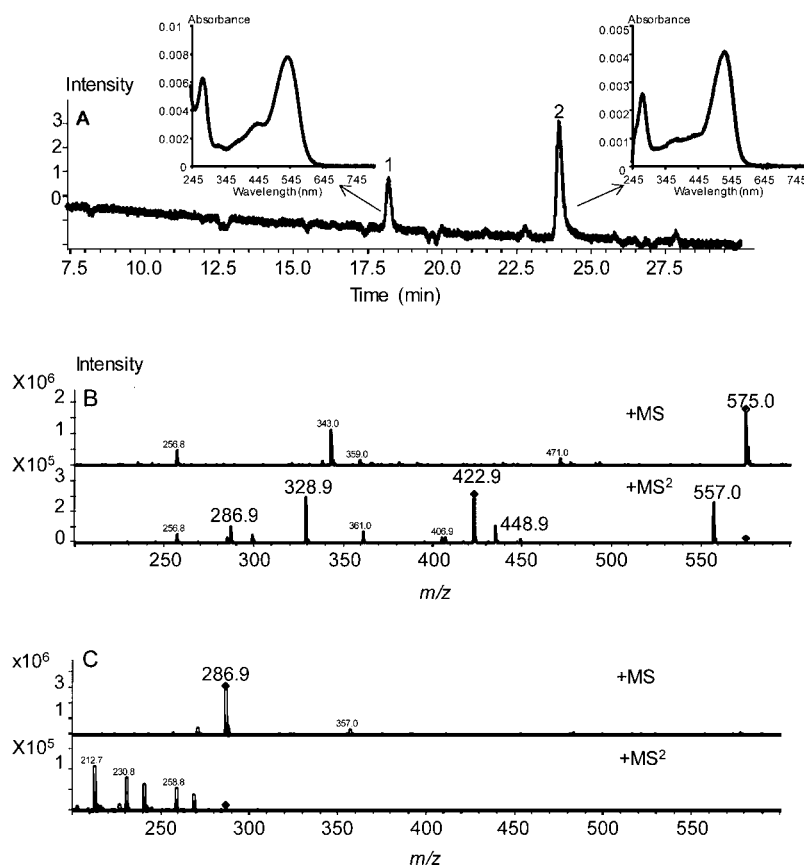 Absorbance
0.01
0.008
0.006
0.004
0.002
0
245 345 445 545 645 745
Wavelength (nm)
Absorbance
0.005
0.004
0.003
0.002
0.001
0
245 345 445 545 645 745
Wavelength (nm)
Intensity
A
3
2
1
0
1
2
7.5 10.0 12.5 15.0 17.5 20.0 22.5 25.0 27.5
Time (min)
Intensity
X10⁶
B
2
1
+MS
256.8 343.0 359.0 471.0 575.0
X10⁵
3
2
1
0
+MS²
256.8 286.9 328.9 361.0 406.9 422.9 448.9 557.0
250 300 350 400 450 500 550
m/z
x10⁶
C
3
1
+MS
286.9 357.0
X10⁵
1
+MS²
212.7 230.8 258.8
250 300 350 400 450 500 550
m/z